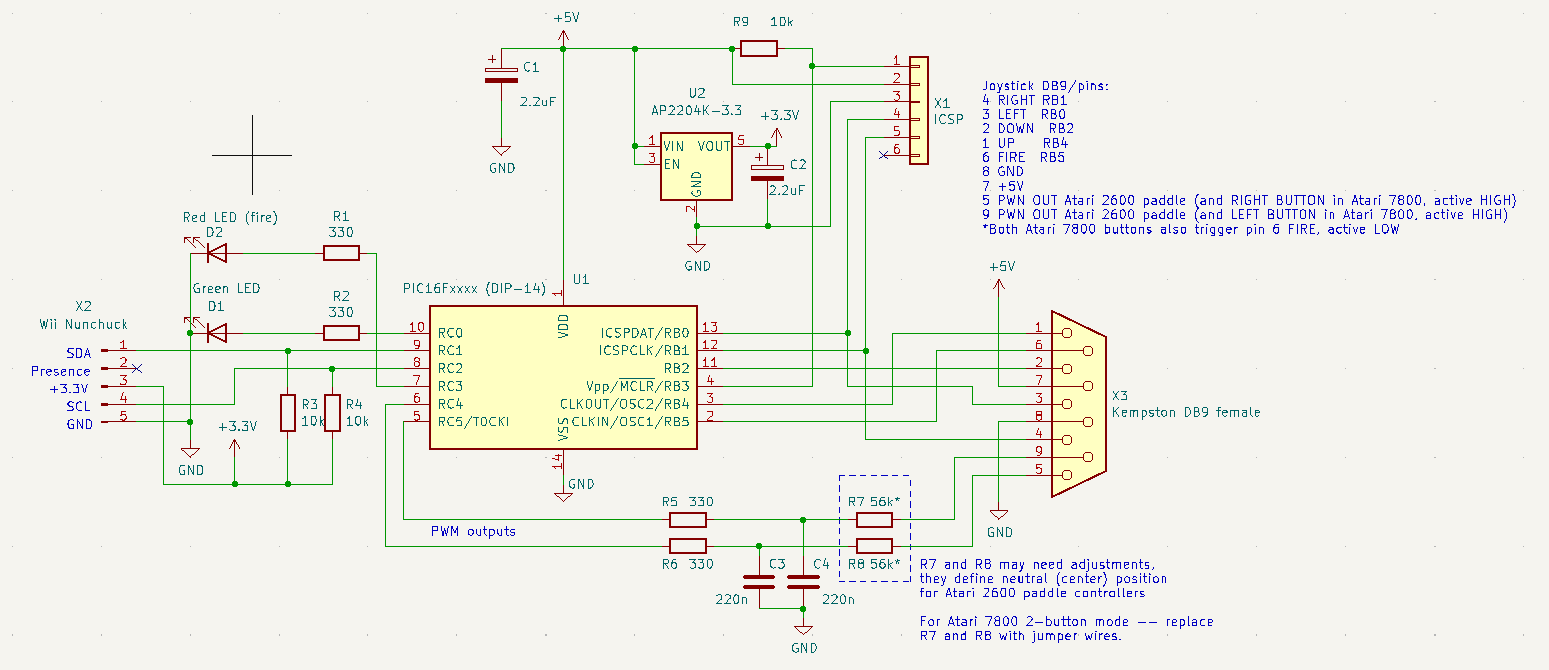 +5V
R9 10k
C1
2.2uF
GND
U2
AP2204K-3.3
1 VIN VOUT 5
3 EN
GND
2
+3.3V
C2
2.2uF
GND
1
2
3
4
5
6
X1
ICSP
Joystick DB9/pins:
4 RIGHT RB1
3 LEFT RB0
2 DOWN RB2
1 UP RB4
6 FIRE RB5
8 GND
7 +5V
5 PWN OUT Atari 2600 paddle (and RIGHT BUTTON in Atari 7800, active HIGH)
9 PWN OUT Atari 2600 paddle (and LEFT BUTTON in Atari 7800, active HIGH)
*Both Atari 7800 buttons also trigger pin 6 FIRE, active LOW
Red LED (fire)
D2
R1
330
Green LED
D1
R2
330
X2
Wii Nunchuck
SDA 1
Presence 2
+3.3V 3
SCL 4
GND 5
GND
+3.3V
R3
10k
R4
10k
PIC16Fxxxx (DIP-14)
U1
1
VDD
10 RC0 ICSPDAT/RB0 13
9 RC1 ICSPCLK/RB1 12
8 RC2 RB2 11
7 RC3 Vpp/MCLR/RB3 4
6 RC4 CLKOUT/OSC2/RB4 3
5 RC5/TOCKI CLKIN/OSC1/RB5 2
VSS
14
GND
+5V
1
6
2
7
3
8
4
9
5
X3
Kempston DB9 female
GND
PWM outputs
R5 330
R6 330
R7 56k*
R8 56k*
C3
220n
C4
220n
GND
R7 and R8 may need adjustments,
they define neutral (center) position
for Atari 2600 paddle controllers
For Atari 7800 2-button mode -- replace
R7 and R8 with jumper wires.